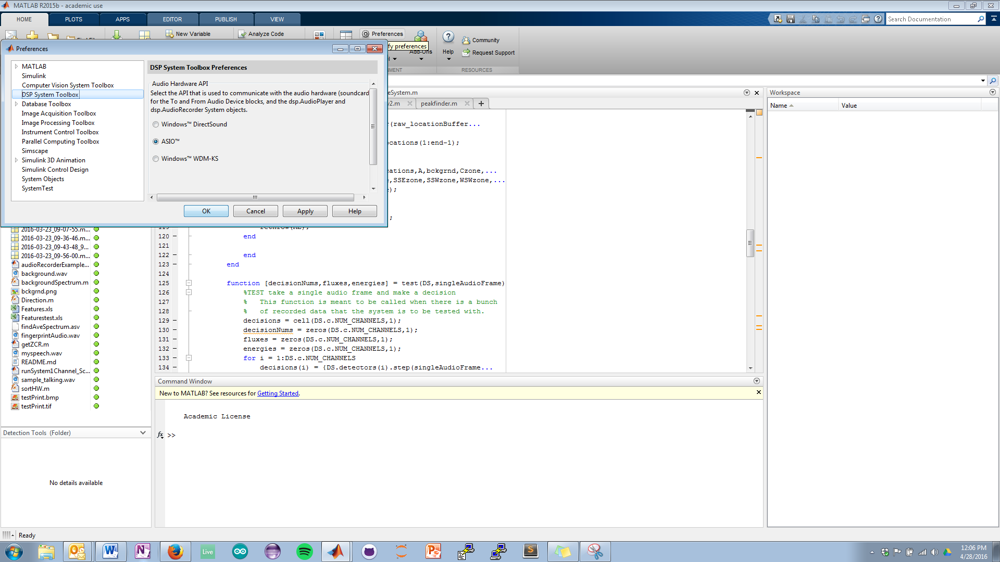 MATLAB R2015b - academic use
HOME
PLOTS
APPS
EDITOR
PUBLISH
VIEW
Search Documentation
New Variable
Analyze Code
Preferences
Community
Request Support
Help
Add-Ons
fy preferences
RESOURCES
Preferences
MATLAB
Simulink
Computer Vision System Toolbox
DSP System Toolbox
Database Toolbox
Image Acquisition Toolbox
Image Processing Toolbox
Instrument Control Toolbox
Parallel Computing Toolbox
Simscape
Simulink 3D Animation
Simulink Control Design
System Objects
SystemTest
DSP System Toolbox Preferences
Audio Hardware API
Select the API that is used to communicate with the audio hardware (soundcard
for the To and From Audio Device blocks, and the dsp.AudioPlayer and
dsp.AudioRecorder System objects.
Windows™ DirectSound
ASIO™
Windows™ WDM-KS
OK
Cancel
Apply
Help
eSystem.m
v2.m
peakfinder.m
(raw_locationBuffer...
cations(1:end-1);
cations,A,bckgrnd,Czone,...
,SSEzone,SSWzone,WSWzone,...
);
;
119 rethrow(ME);
120 end
121
122 end
123 end
124
125 function [decisionNums,fluxes,energies] = test(DS,singleAudioFrame)
126 %TEST take a single audio frame and make a decision
127 % This function is meant to be called when there is a bunch
128 % of recorded data that the system is to be tested with.
129 decisions = cell(DS.c.NUM_CHANNELS,1);
130 decisionNums = zeros(DS.c.NUM_CHANNELS,1);
131 fluxes = zeros(DS.c.NUM_CHANNELS,1);
132 energies = zeros(DS.c.NUM_CHANNELS,1);
133 for i = 1:DS.c.NUM_CHANNELS
134 decisions(i) = {DS.detectors(i).step(singleAudioFrame...
Workspace
Name
Value
2016-03-23_09-07-55.m...
2016-03-23_09-36-46.m...
2016-03-23_09-43-48_9...
2016-03-23_09-56-00.m...
audioRecorderExample...
background.wav
backgroundSpectrum.m
bckgrnd.png
Direction.m
Features.xls
Featurestest.xls
findAveSpectrum.asv
fingerprintAudio.wav
getZCR.m
myspeech.wav
README.md
runSystem1Channel_Sc...
sample_talking.wav
sortHW.m
testPrint.bmp
testPrint.tif
Detection Tools (Folder)
No details available
Command Window
New to MATLAB? See resources for Getting Started.
Academic License
fx >>
Ready
Live
12:06 PM
4/28/2016